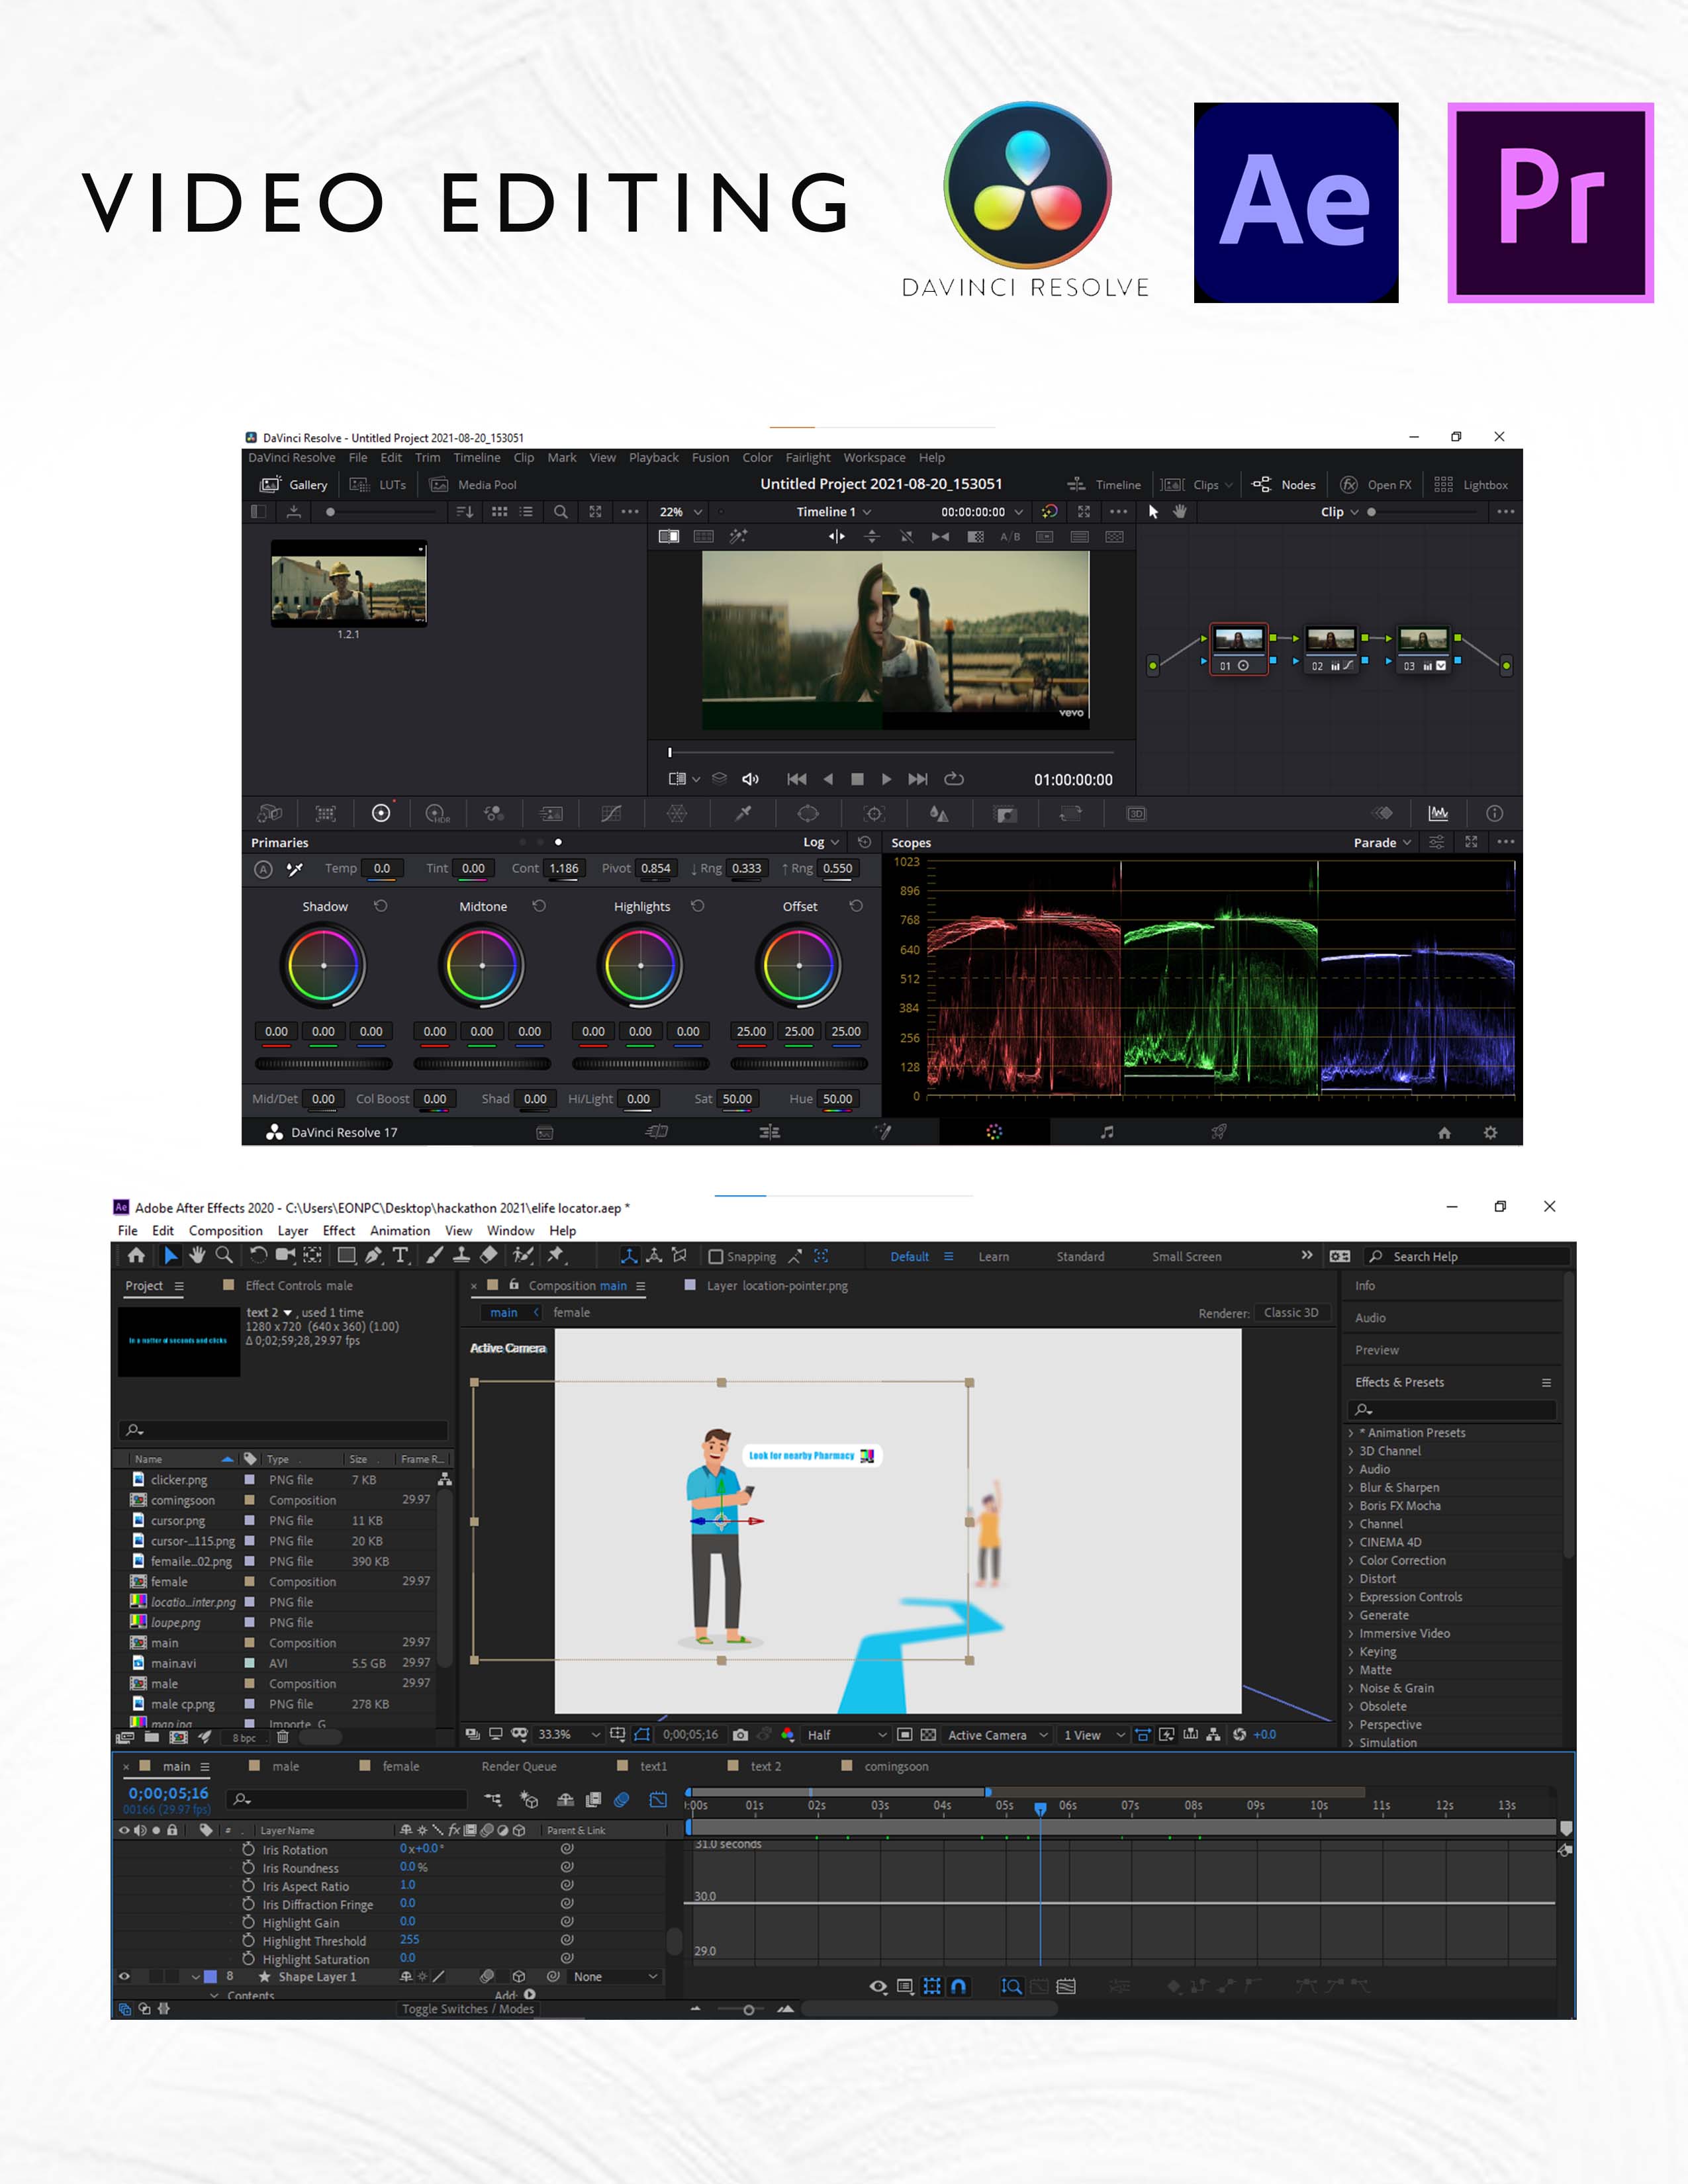 VIDEO EDITING
DAVINCI RESOLVE
Ae
Pr
DaVinci Resolve - Untitled Project 2021-08-20_153051
DaVinci Resolve File Edit Trim Timeline Clip Mark View Playback Fusion Color Fairlight Workspace Help
Gallery LUTs Media Pool Untitled Project 2021-08-20_153051 Timeline Clips Nodes Open FX Lightbox
22% Timeline 1 00:00:00:00 Clip
A/B
1.2.1
vevo
01 02 03
01:00:00:00
HDR 3D
Primaries Log Scopes Parade
A Temp 0.0 Tint 0.00 Cont 1.186 Pivot 0.854 ↓ Rng 0.333 ↑ Rng 0.550
Shadow Midtone Highlights Offset
0.00 0.00 0.00 0.00 0.00 0.00 0.00 0.00 0.00 25.00 25.00 25.00
Mid/Det 0.00 Col Boost 0.00 Shad 0.00 Hi/Light 0.00 Sat 50.00 Hue 50.00
1023
896
768
640
512
384
256
128
0
DaVinci Resolve 17
Ae Adobe After Effects 2020 - C:\Users\EONPC\Desktop\hackathon 2021\elife locator.aep *
File Edit Composition Layer Effect Animation View Window Help
Snapping Default Learn Standard Small Screen Search Help
Project Effect Controls male
text 2 , used 1 time
1280 x 720 (640 x 360) (1.00)
Δ 0;02;59;28, 29.97 fps
In a matter of seconds and clicks
Name Type Size Frame R...
clicker.png PNG file 7 KB
comingsoon Composition 29.97
cursor.png PNG file 11 KB
cursor-_115.png PNG file 20 KB
femaile..02.png PNG file 390 KB
female Composition 29.97
locatio...inter.png PNG file
loupe.png PNG file
main Composition 29.97
main.avi AVI 5.5 GB 29.97
male Composition 29.97
male cp.png PNG file 278 KB
map.jpg Importe..G
8 bpc
Composition main Layer location-pointer.png
main female Renderer: Classic 3D
Active Camera
Look for nearby Pharmacy
33.3% 0;00;05;16 Half Active Camera 1 View +0.0
Info
Audio
Preview
Effects & Presets
* Animation Presets
3D Channel
Audio
Blur & Sharpen
Boris FX Mocha
Channel
CINEMA 4D
Color Correction
Distort
Expression Controls
Generate
Immersive Video
Keying
Matte
Noise & Grain
Obsolete
Perspective
Simulation
main male female Render Queue text1 text 2 comingsoon
0;00;05;16
00166 (29.97 fps)
:00s 01s 02s 03s 04s 05s 06s 07s 08s 09s 10s 11s 12s 13s
# Layer Name fx Parent & Link
Iris Rotation 0x+0.0°
Iris Roundness 0.0 %
Iris Aspect Ratio 1.0
Iris Diffraction Fringe 0.0
Highlight Gain 0.0
Highlight Threshold 255
Highlight Saturation 0.0
8 Shape Layer 1 None
Contents Add:
Toggle Switches / Modes
31.0 seconds
30.0
29.0